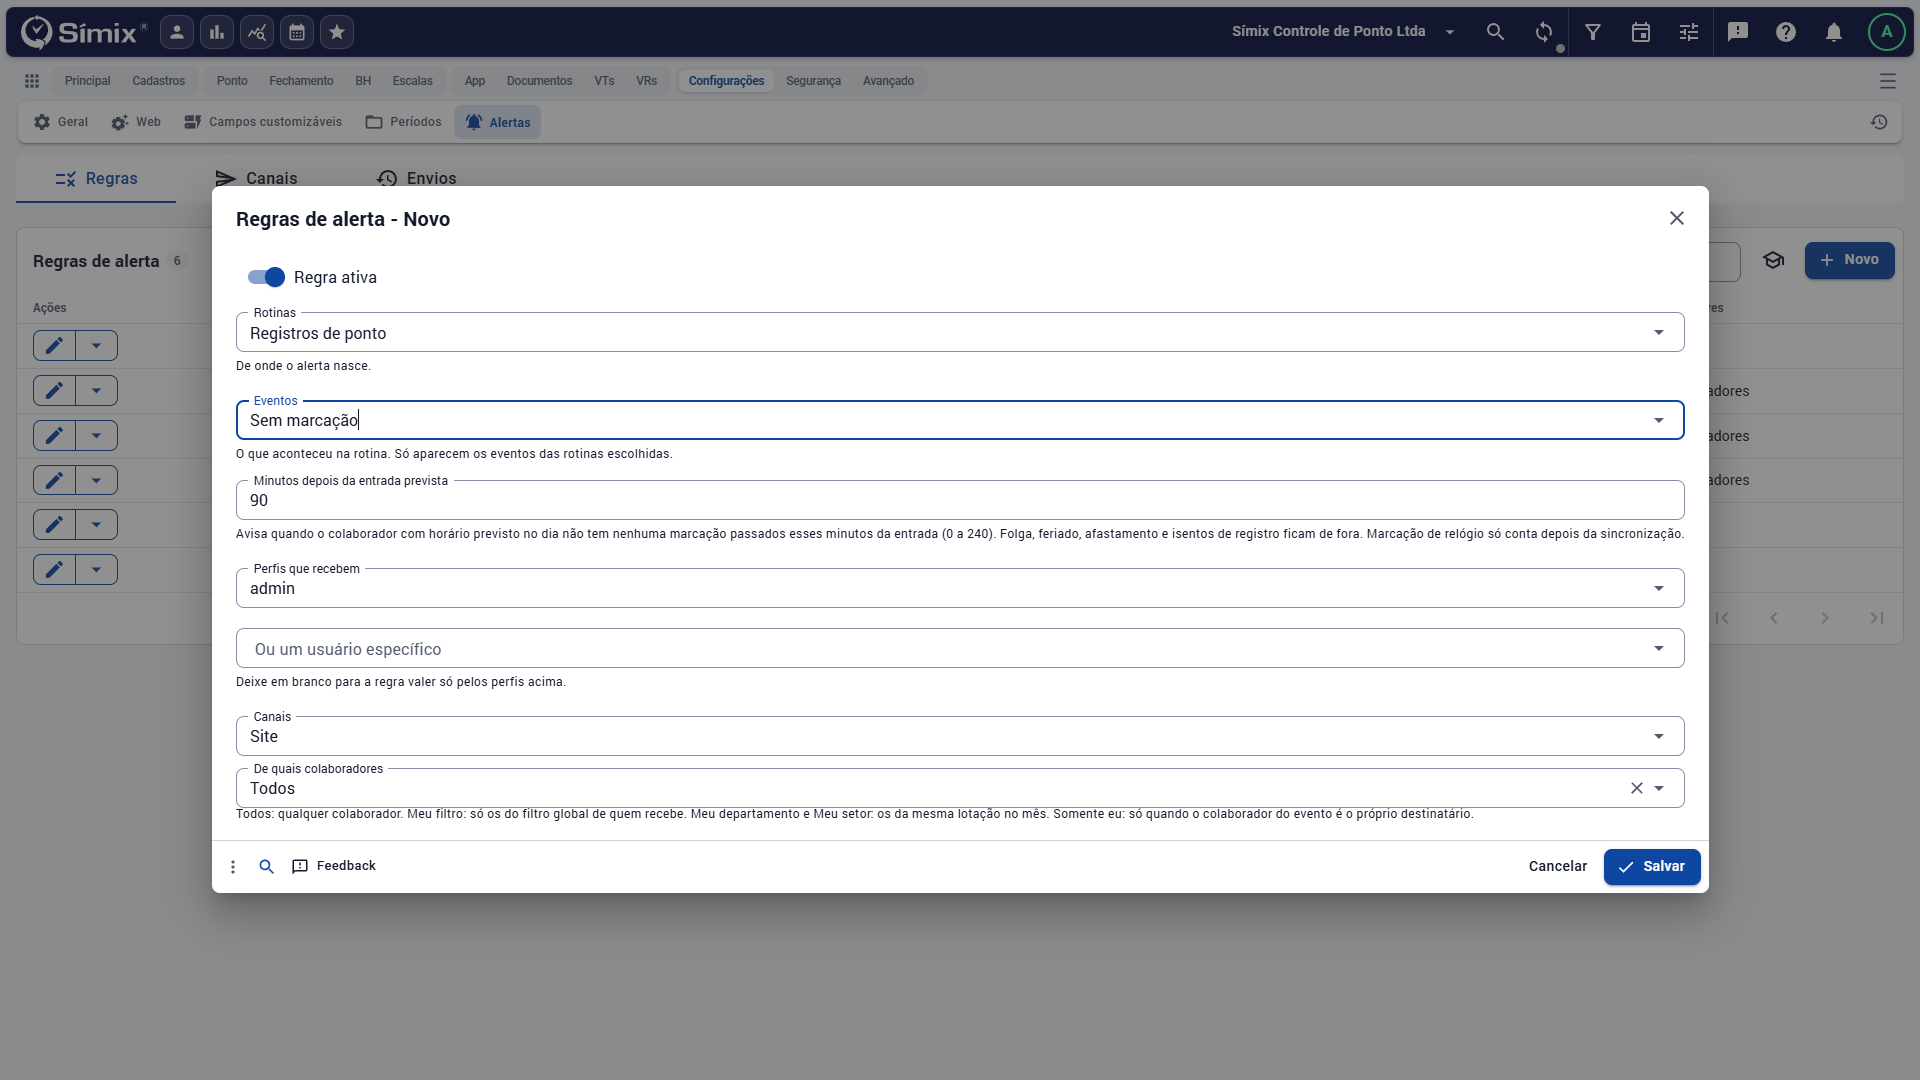 Símix®
Símix Controle de Ponto Ltda
A
Principal Cadastros Ponto Fechamento BH Escalas App Documentos VTs VRs Configurações Segurança Avançado
Geral Web Campos customizáveis Períodos Alertas
Regras Canais Envios
Regras de alerta 6
Novo
Ações
res
adores
adores
adores
Regras de alerta - Novo
Regra ativa
Rotinas
Registros de ponto
De onde o alerta nasce.
Eventos
Sem marcação
O que aconteceu na rotina. Só aparecem os eventos das rotinas escolhidas.
Minutos depois da entrada prevista
90
Avisa quando o colaborador com horário previsto no dia não tem nenhuma marcação passados esses minutos da entrada (0 a 240). Folga, feriado, afastamento e isentos de registro ficam de fora. Marcação de relógio só conta depois da sincronização.
Perfis que recebem
admin
Ou um usuário específico
Deixe em branco para a regra valer só pelos perfis acima.
Canais
Site
De quais colaboradores
Todos
Todos: qualquer colaborador. Meu filtro: só os do filtro global de quem recebe. Meu departamento e Meu setor: os da mesma lotação no mês. Somente eu: só quando o colaborador do evento é o próprio destinatário.
Feedback
Cancelar
Salvar